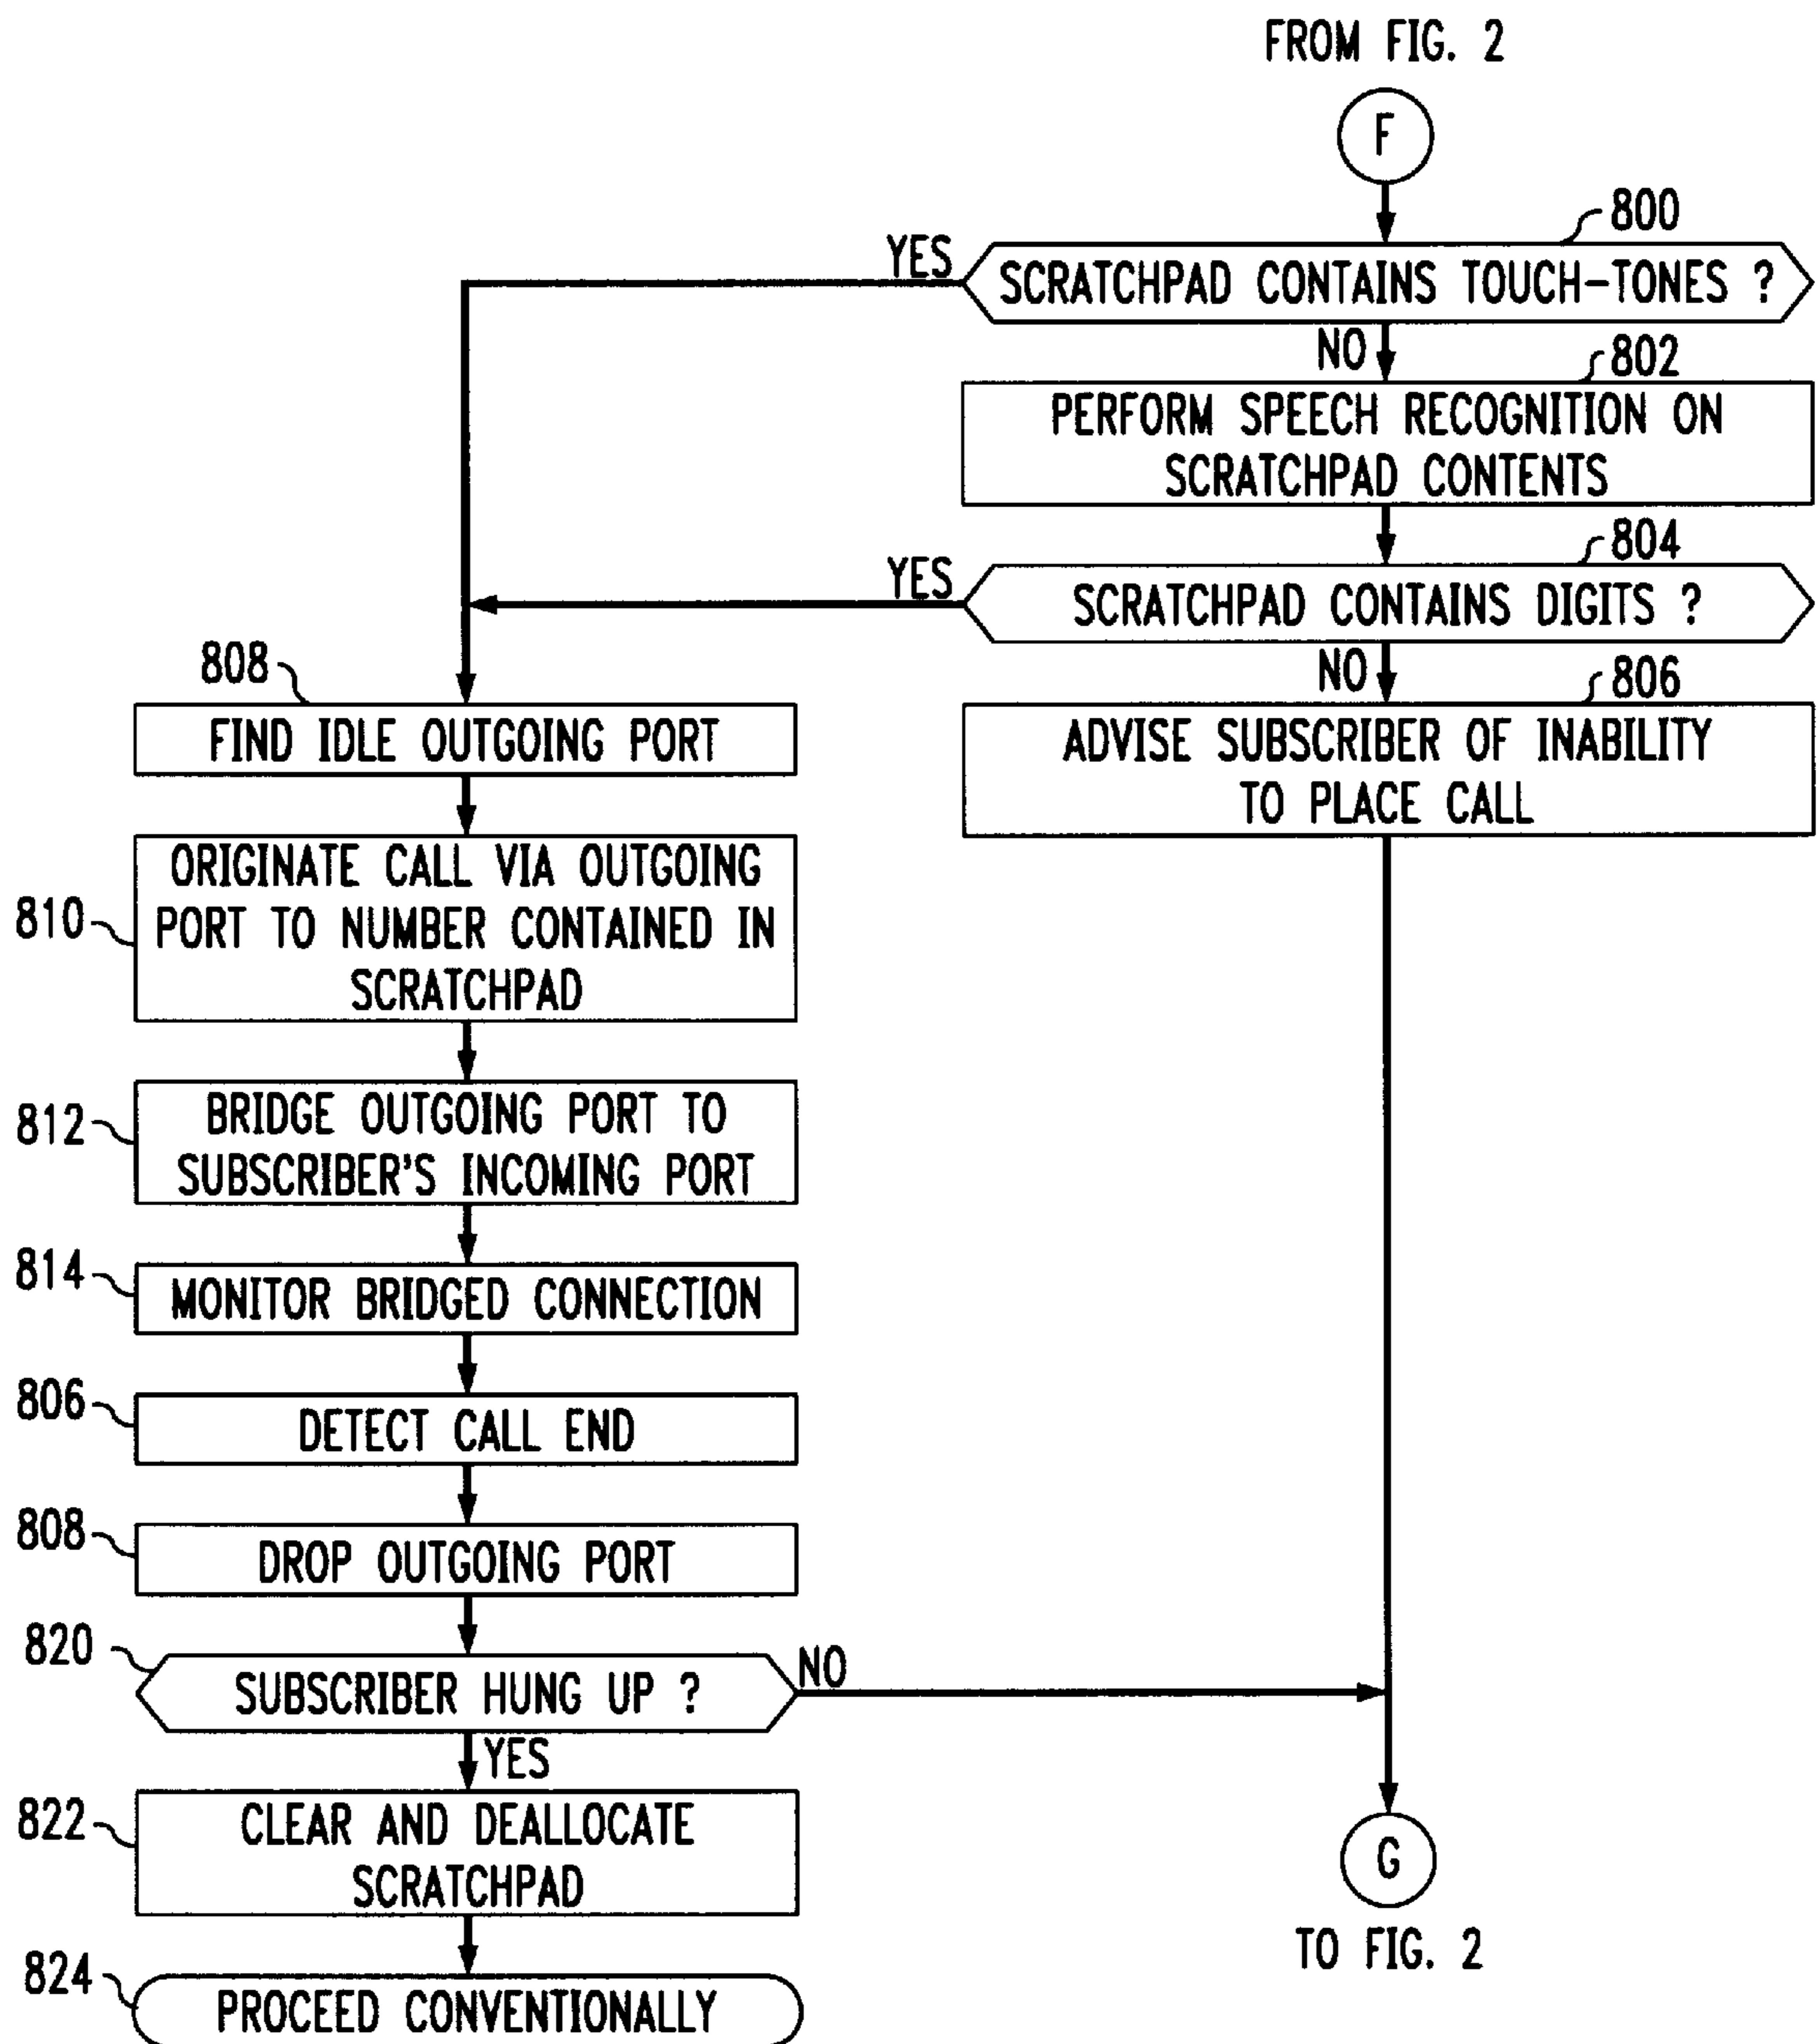 FROM FIG. 2
F
800
YES
SCRATCHPAD CONTAINS TOUCH-TONES ?
NO
802
PERFORM SPEECH RECOGNITION ON
SCRATCHPAD CONTENTS
804
YES
SCRATCHPAD CONTAINS DIGITS ?
NO
806
ADVISE SUBSCRIBER OF INABILITY
TO PLACE CALL
808
FIND IDLE OUTGOING PORT
810
ORIGINATE CALL VIA OUTGOING
PORT TO NUMBER CONTAINED IN
SCRATCHPAD
812
BRIDGE OUTGOING PORT TO
SUBSCRIBER'S INCOMING PORT
814
MONITOR BRIDGED CONNECTION
806
DETECT CALL END
808
DROP OUTGOING PORT
820
SUBSCRIBER HUNG UP ?
NO
YES
822
CLEAR AND DEALLOCATE
SCRATCHPAD
824
PROCEED CONVENTIONALLY
G
TO FIG. 2